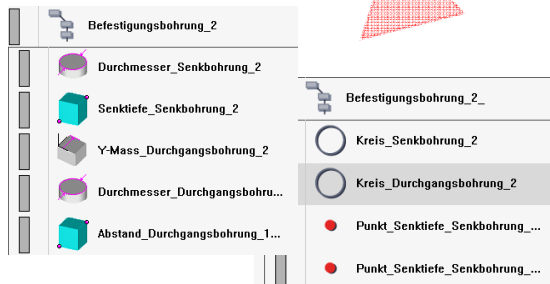 Befestigungsbohrung_2
Durchmesser_Senkbohrung_2
Senktiefe_Senkbohrung_2
Y-Mass_Durchgangsbohrung_2
Durchmesser_Durchgangsbohru...
Abstand_Durchgangsbohrung_1...
Befestigungsbohrung_2_
Kreis_Senkbohrung_2
Kreis_Durchgangsbohrung_2
Punkt_Senktiefe_Senkbohrung_...
Punkt_Senktiefe_Senkbohrung_...